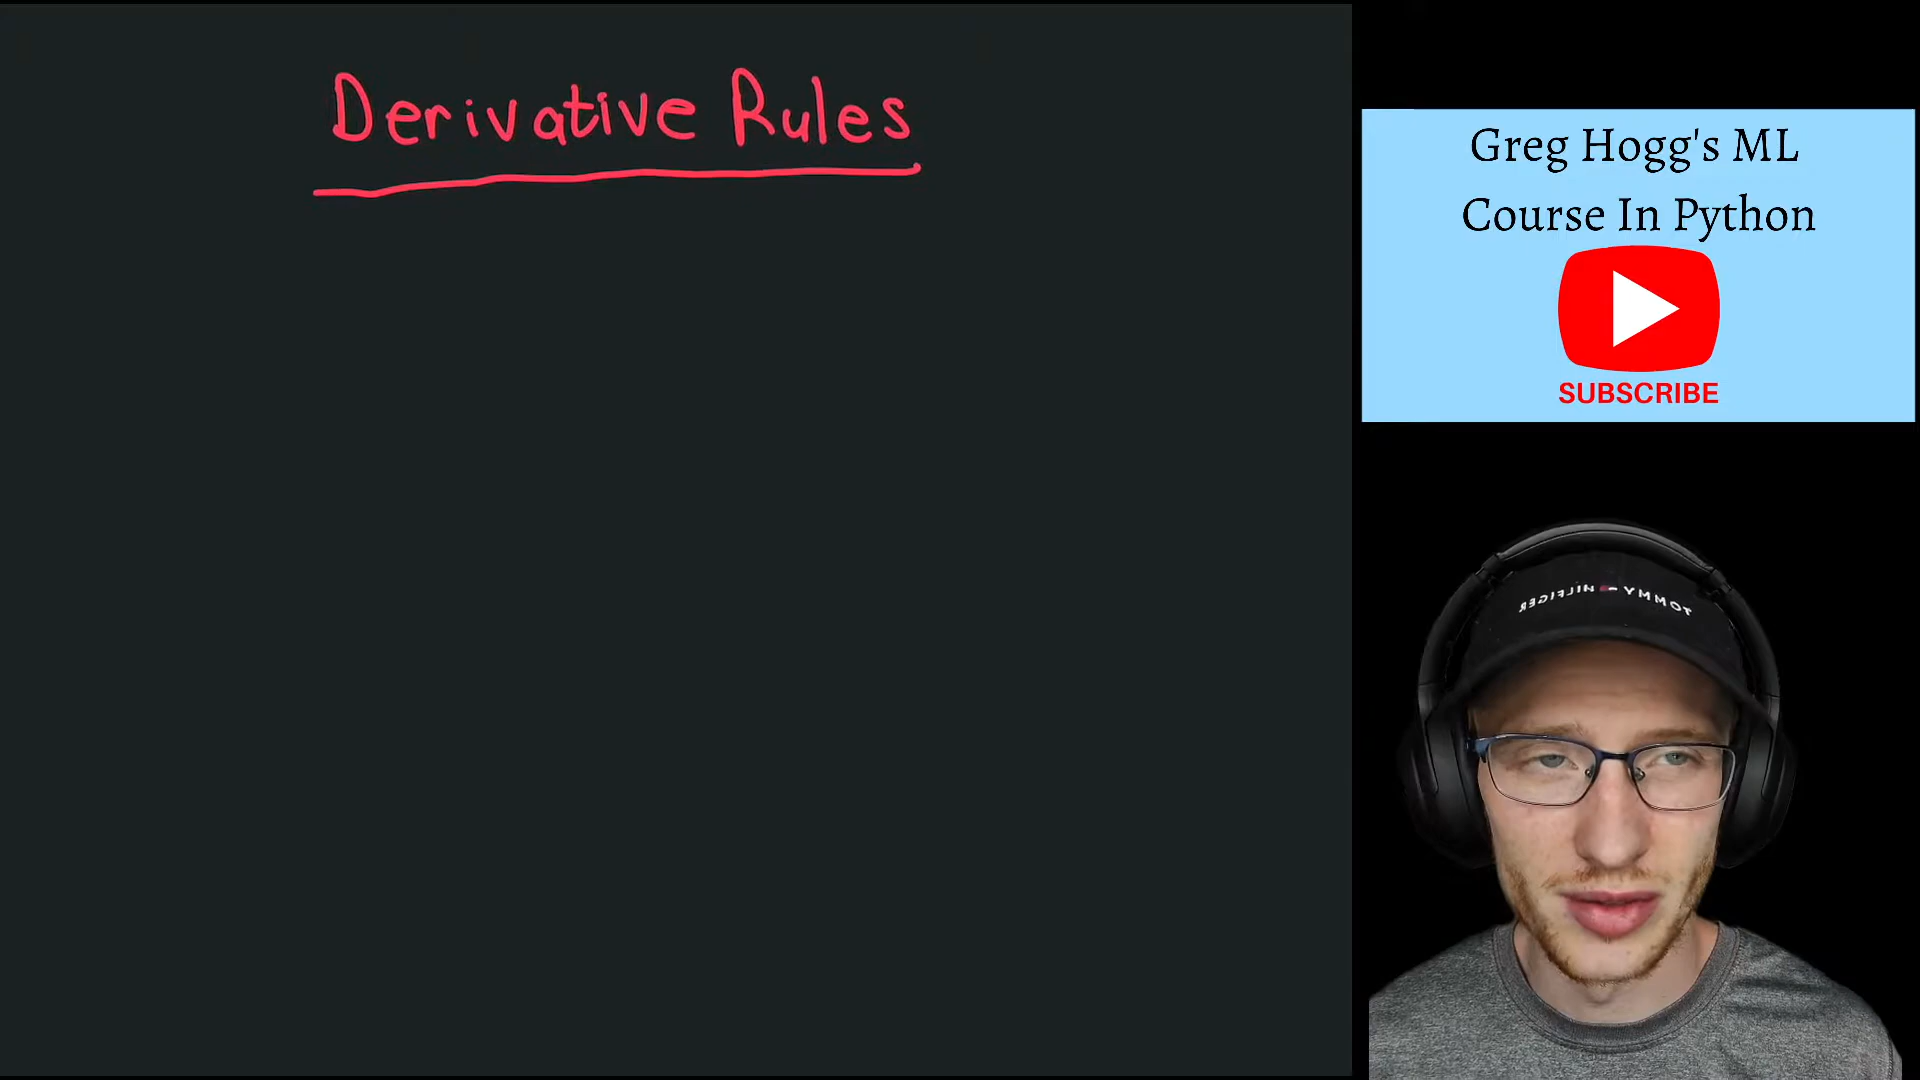 Derivative Rules
Greg Hogg's ML
Course In Python
SUBSCRIBE
TOMMY HILFIGER